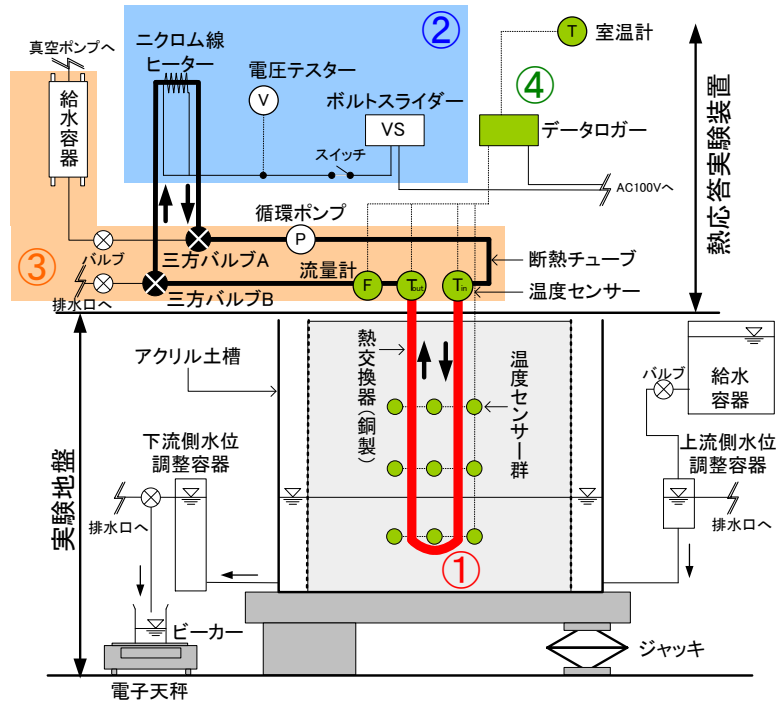 ②
真空ポンプへ
ニクロム線
ヒーター
電圧テスター
V
ボルトスライダー
VS
スイッチ
T
室温計
④
データロガー
AC100Vへ
熱応答実験装置
給水容器
③
バルブ
三方バルブA
循環ポンプ
P
断熱チューブ
排水口へ
三方バルブB
流量計
F
Tout
Tin
温度センサー
アクリル土槽
熱交換器(銅製)
温度センサー群
バルブ
給水
容器
下流側水位
調整容器
上流側水位
調整容器
排水口へ
排水口へ
実験地盤
①
ビーカー
ジャッキ
電子天秤